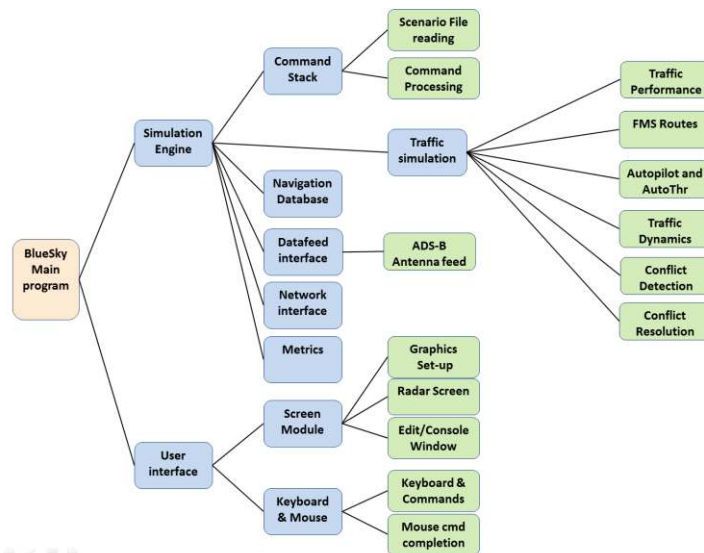 BlueSky
Main
program
Simulation
Engine
User
interface
Command
Stack
Traffic
simulation
Navigation
Database
Datafeed
interface
Network
interface
Metrics
Screen
Module
Keyboard
& Mouse
Scenario File
reading
Command
Processing
ADS-B
Antenna feed
Graphics
Set-up
Radar Screen
Edit/Console
Window
Keyboard &
Commands
Mouse cmd
completion
Traffic
Performance
FMS Routes
Autopilot and
AutoThr
Traffic
Dynamics
Conflict
Detection
Conflict
Resolution